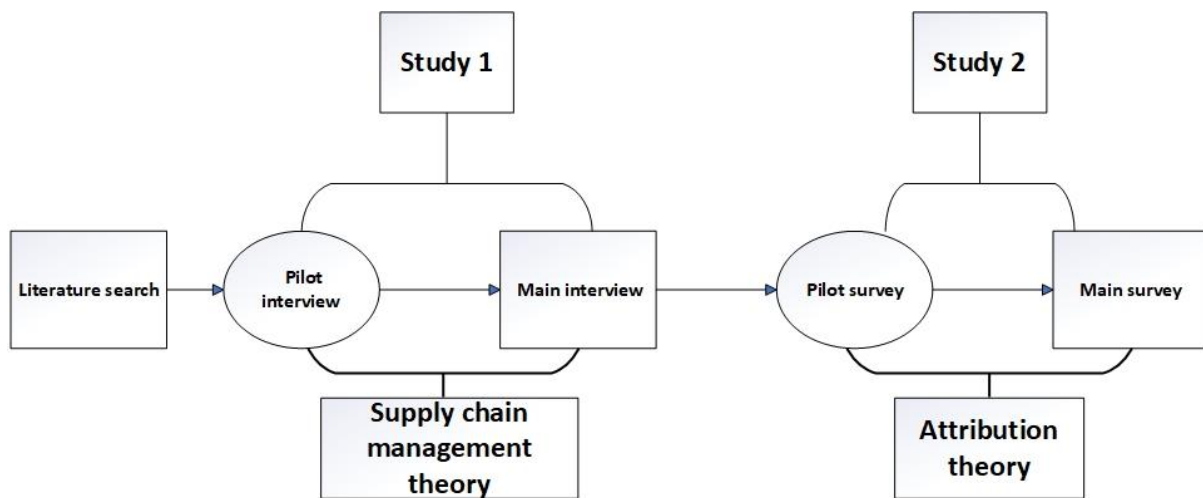 Study 1
Study 2
Literature search
Pilot
interview
Main interview
Pilot survey
Main survey
Supply chain
management
theory
Attribution
theory